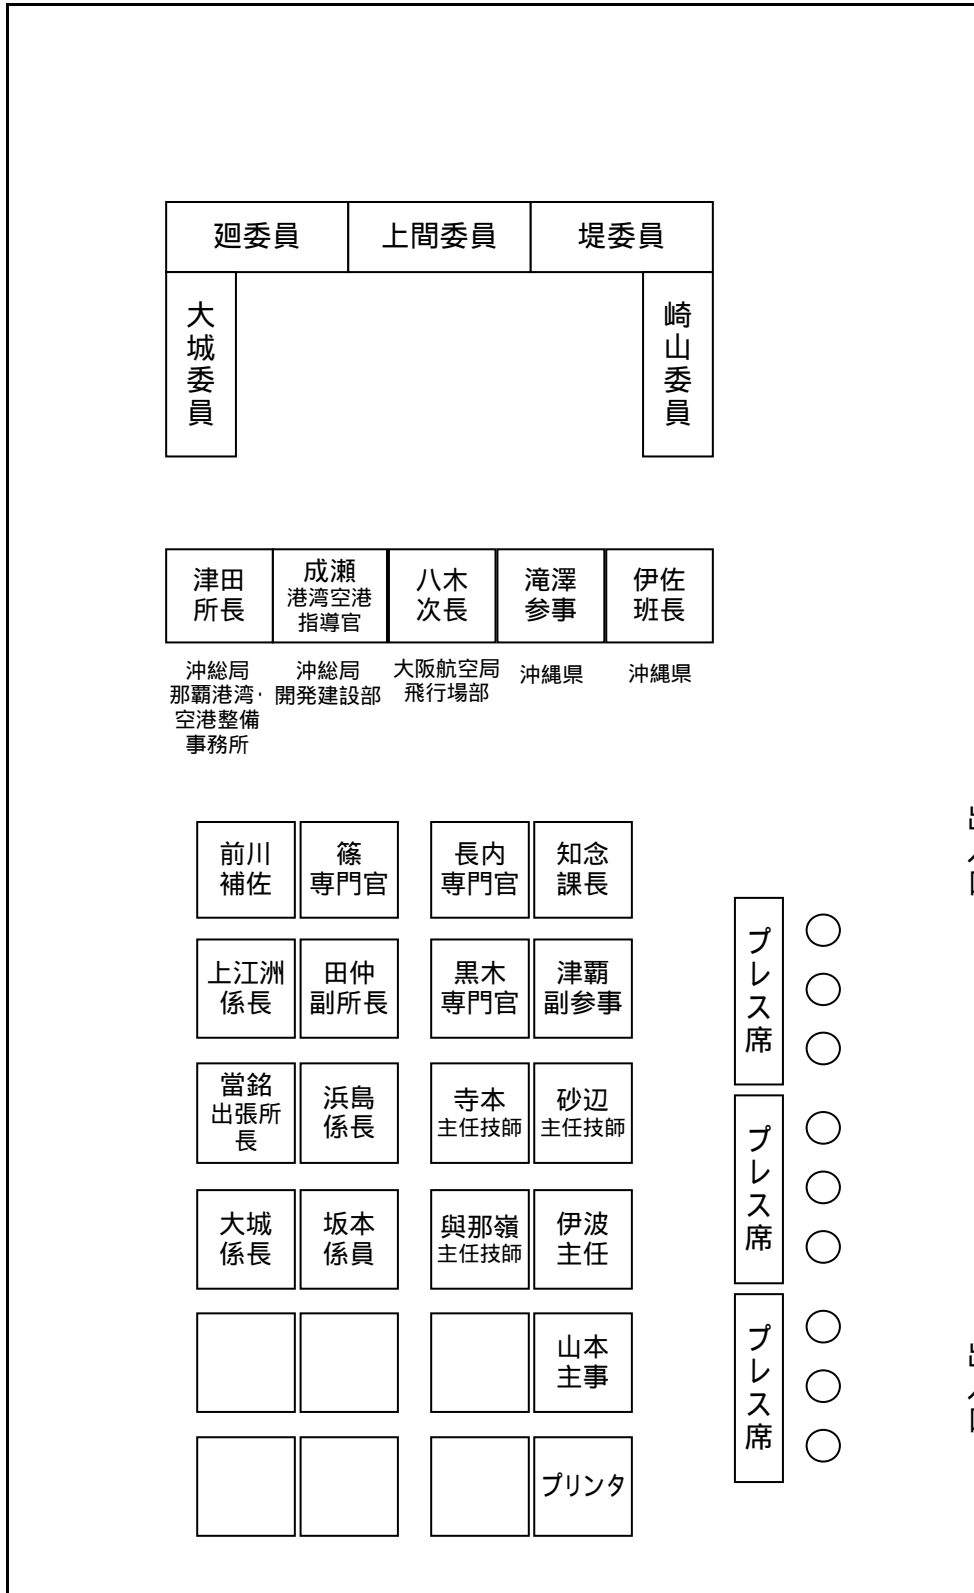 廻委員
上間委員
堤委員
大城委員
崎山委員
津田
所長
成瀬
港湾空港
指導官
八木
次長
滝澤
参事
伊佐
班長
沖総局
那覇港湾・
空港整備
事務所
沖総局
開発建設部
大阪航空局
飛行場部
沖縄県
沖縄県
前川
補佐
篠
専門官
長内
専門官
知念
課長
上江洲
係長
田仲
副所長
黒木
専門官
津覇
副参事
當銘
出張所
長
浜島
係長
寺本
主任技師
砂辺
主任技師
大城
係長
坂本
係員
與那嶺
主任技師
伊波
主任
山本
主事
プリンタ
プレス席
プレス席
プレス席